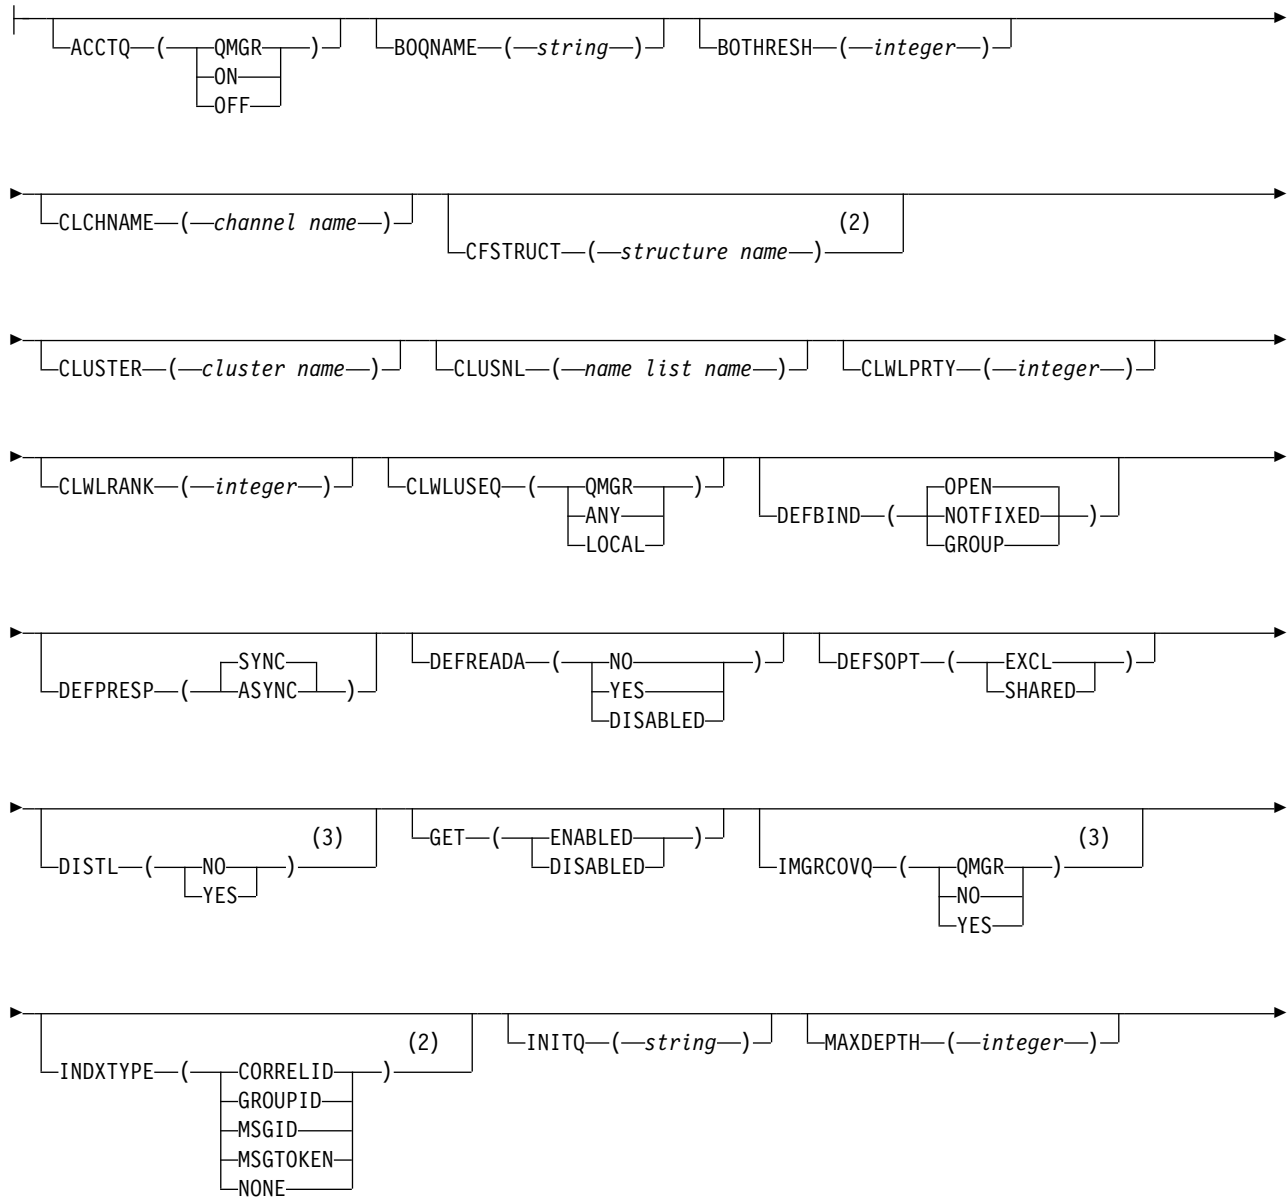 ACCTQ ( QMGR ) BOQNAME ( string ) BOTHRESH ( integer )
ON
OFF
CLCHNAME ( channel name ) (2)
CFSTRUCT ( structure name )
CLUSTER ( cluster name ) CLUSNL ( name list name ) CLWLPRTY ( integer )
CLWLRANK ( integer ) CLWLUSEQ ( QMGR ) OPEN
ANY DEFBIND ( NOTFIXED )
LOCAL GROUP
SYNC DEFREADA ( NO ) DEFSOPT ( EXCL )
DEFPRESP ( ASYNC ) YES SHARED
DISABLED
(3) GET ( ENABLED ) (3)
DISTL ( NO ) DISABLED IMGRCOVQ ( QMGR )
YES NO
YES
(2) INITQ ( string ) MAXDEPTH ( integer )
INDXTYPE ( CORRELID )
GROUPID
MSGID
MSGTOKEN
NONE